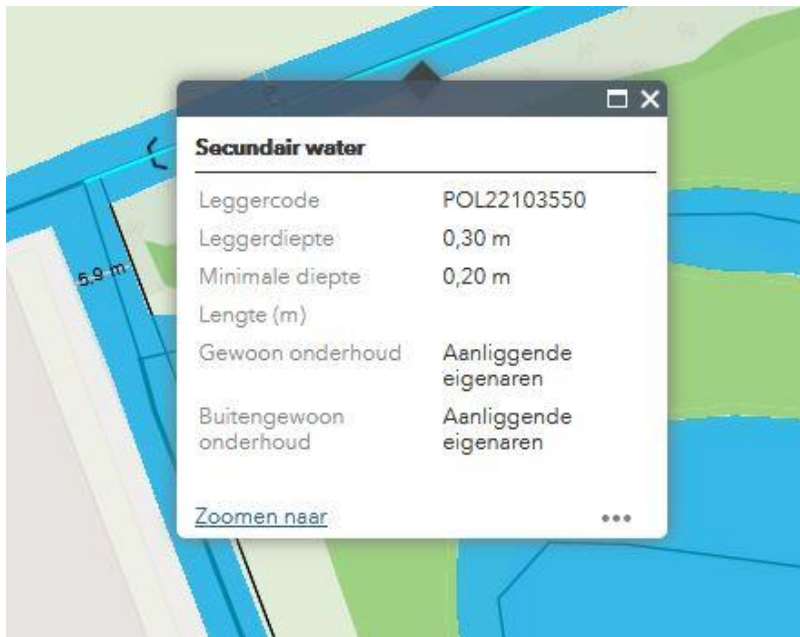 Secundair water
Leggercode POL22103550
Leggerdiepte 0,30 m
Minimale diepte 0,20 m
Lengte (m)
Gewoon onderhoud Aanliggende
eigenaren
Buitengewoon Aanliggende
onderhoud eigenaren
Zoomen naar
5.9 m